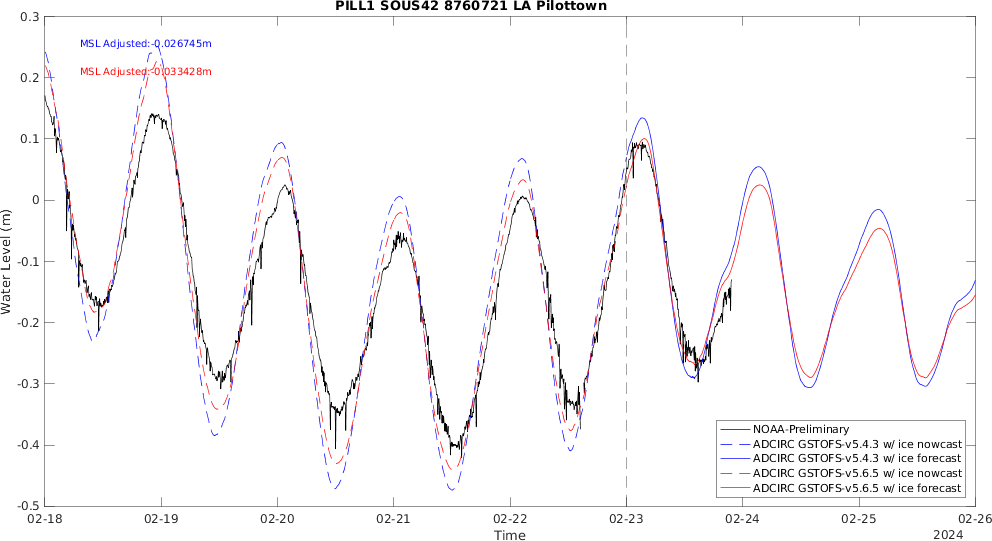 PILL1 SOUS42 8760721 LA Pilottown
MSL Adjusted:-0.026745m
MSL Adjusted:-0.033428m
0.3
0.2
0.1
0
-0.1
-0.2
-0.3
-0.4
-0.5
Water Level (m)
NOAA-Preliminary
ADCIRC GSTOFS-v5.4.3 w/ ice nowcast
ADCIRC GSTOFS-v5.4.3 w/ ice forecast
ADCIRC GSTOFS-v5.6.5 w/ ice nowcast
ADCIRC GSTOFS-v5.6.5 w/ ice forecast
02-18 02-19 02-20 02-21 02-22 02-23 02-24 02-25 02-26
Time
2024